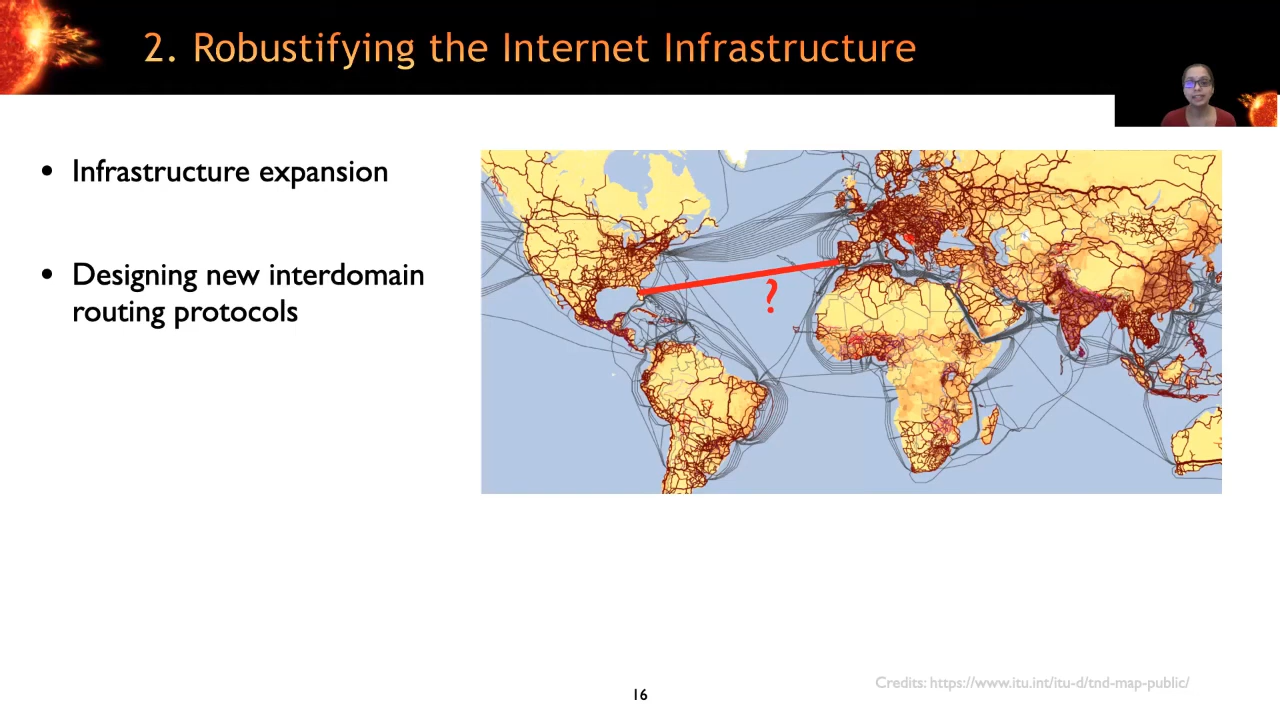 2. Robustifying the Internet Infrastructure
• Infrastructure expansion
• Designing new interdomain
routing protocols
?
Credits: https://www.itu.int/itu-d/tnd-map-public/
16